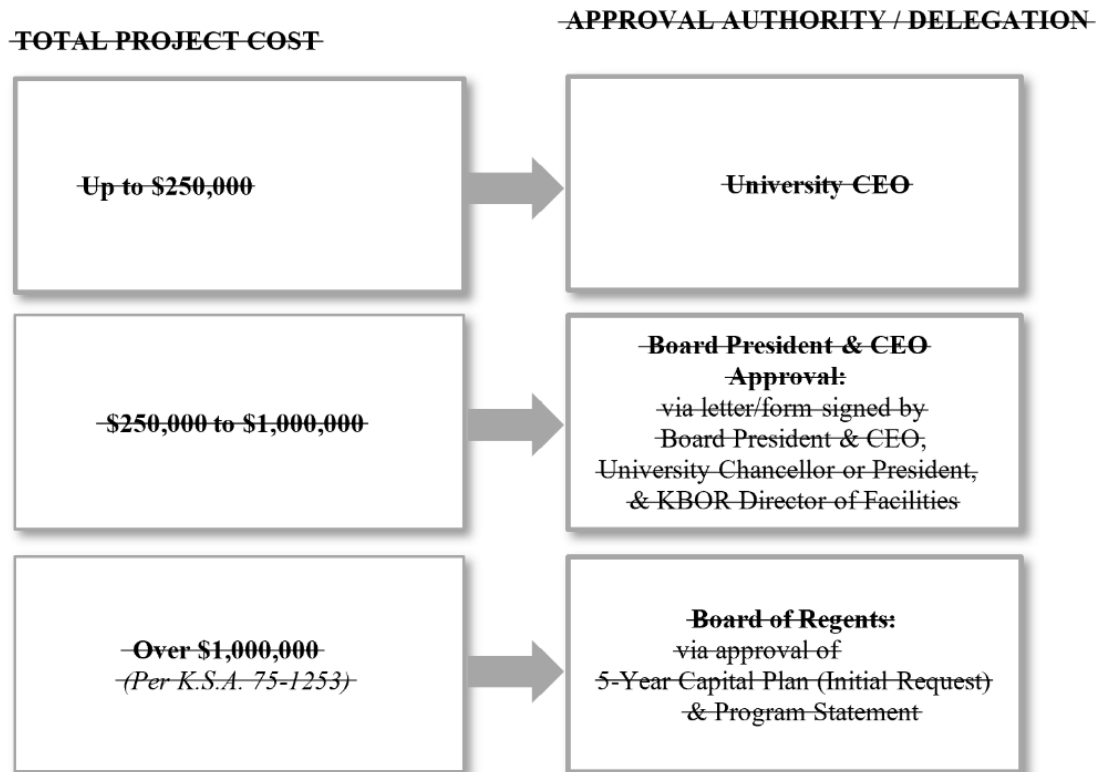 TOTAL PROJECT COST
APPROVAL AUTHORITY / DELEGATION
Up to $250,000
University CEO
$250,000 to $1,000,000
Board President & CEO
Approval:
via letter/form signed by
Board President & CEO,
University Chancellor or President,
& KBOR Director of Facilities
Over $1,000,000
(Per K.S.A. 75-1253)
Board of Regents:
via approval of
5-Year Capital Plan (Initial Request)
& Program Statement